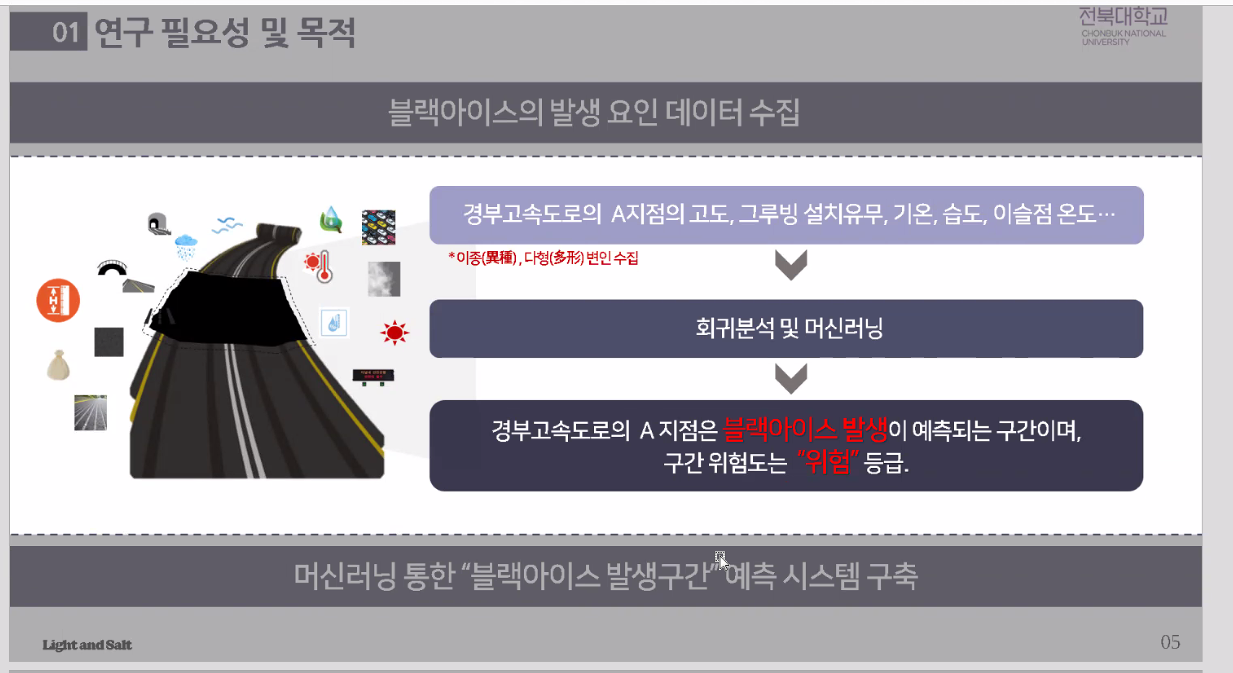 01 연구 필요성 및 목적
전북대학교
CHONBUK NATIONAL
UNIVERSITY
블랙아이스의 발생 요인 데이터 수집
경부고속도로의 A지점의 고도, 그루빙 설치유무, 기온, 습도, 이슬점 온도…
*이종(異種), 다형(多形) 변인 수집
H
회귀분석 및 머신러닝
경부고속도로의 A 지점은 블랙아이스 발생이 예측되는 구간이며,
구간 위험도는 “위험” 등급.
머신러닝 통한 “블랙아이스 발생구간” 예측 시스템 구축
Light and Salt
05